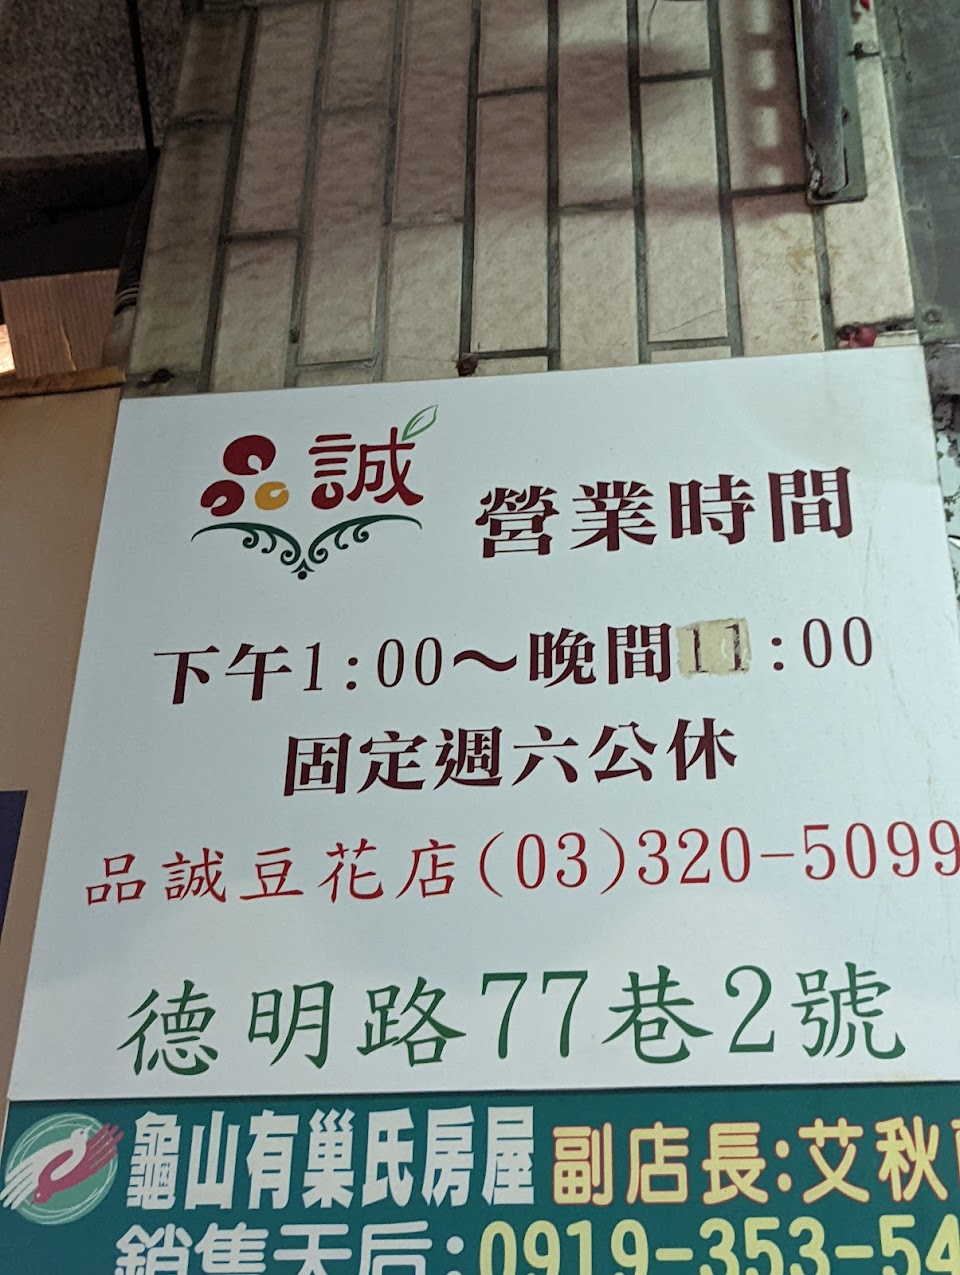 品誠
營業時間
下午1:00～晚間11:00
固定週六公休
品誠豆花店(03)320-5099
德明路77巷2號
龜山有巢氏房屋 副店長:艾秋
銷售天后:0919-353-54